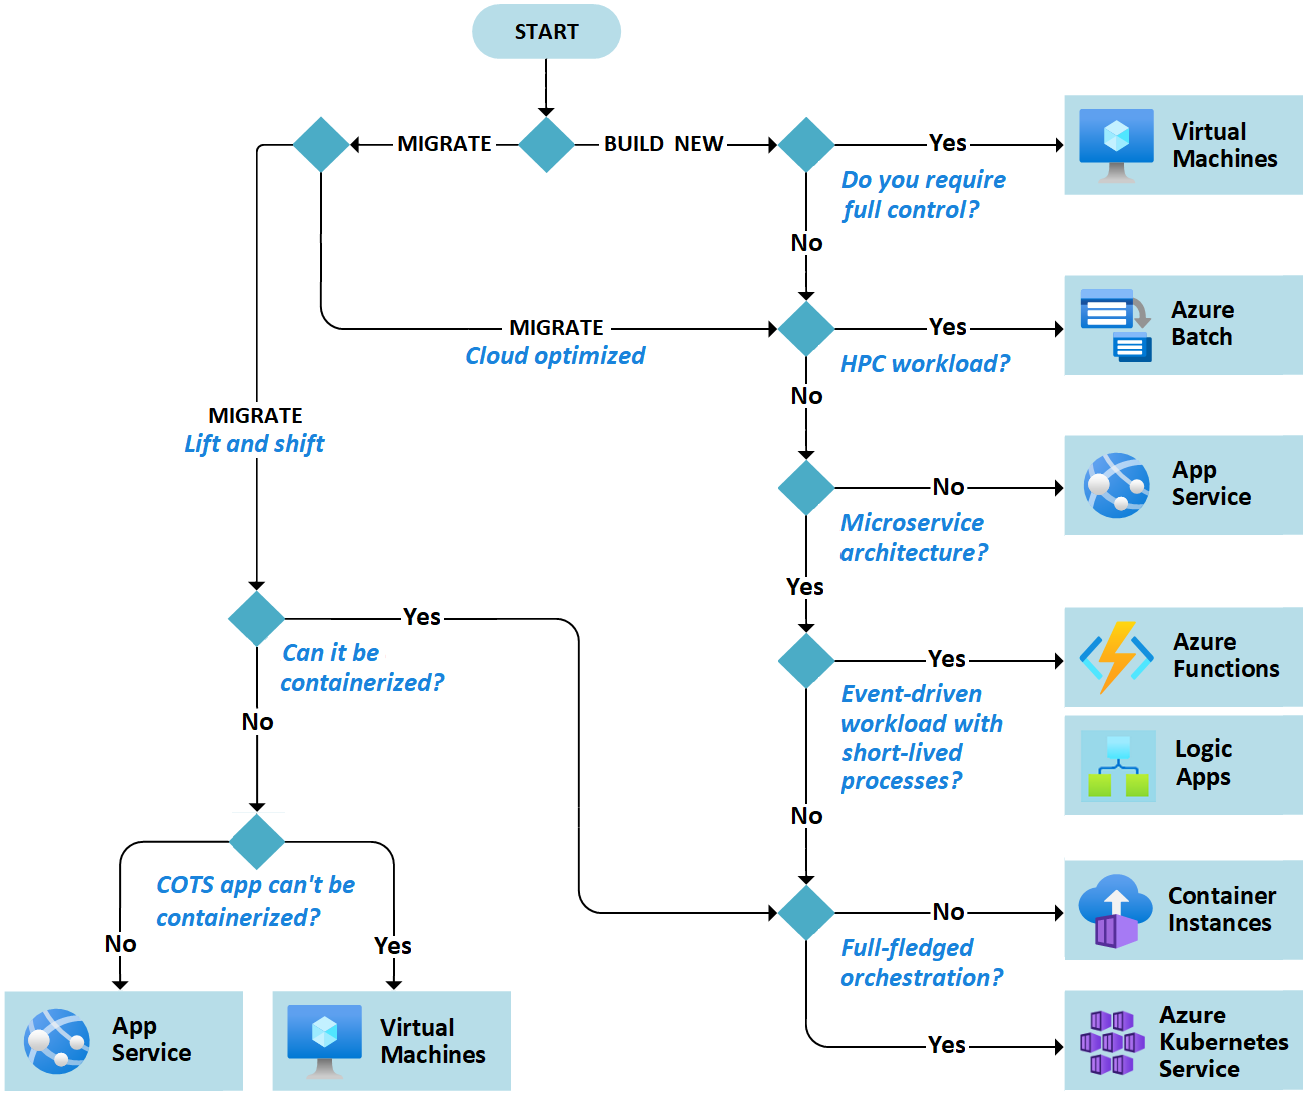 START
MIGRATE
BUILD NEW
Yes
Virtual
Machines
Do you require
full control?
No
MIGRATE
Cloud optimized
Yes
Azure
Batch
HPC workload?
No
MIGRATE
Lift and shift
No
App
Service
Microservice
architecture?
Yes
Yes
Can it be
containerized?
No
Yes
Azure
Functions
Event-driven
workload with
short-lived
processes?
Logic
Apps
No
COTS app can't be
containerized?
No
Yes
App
Service
Virtual
Machines
No
Container
Instances
Full-fledged
orchestration?
Yes
Azure
Kubernetes
Service